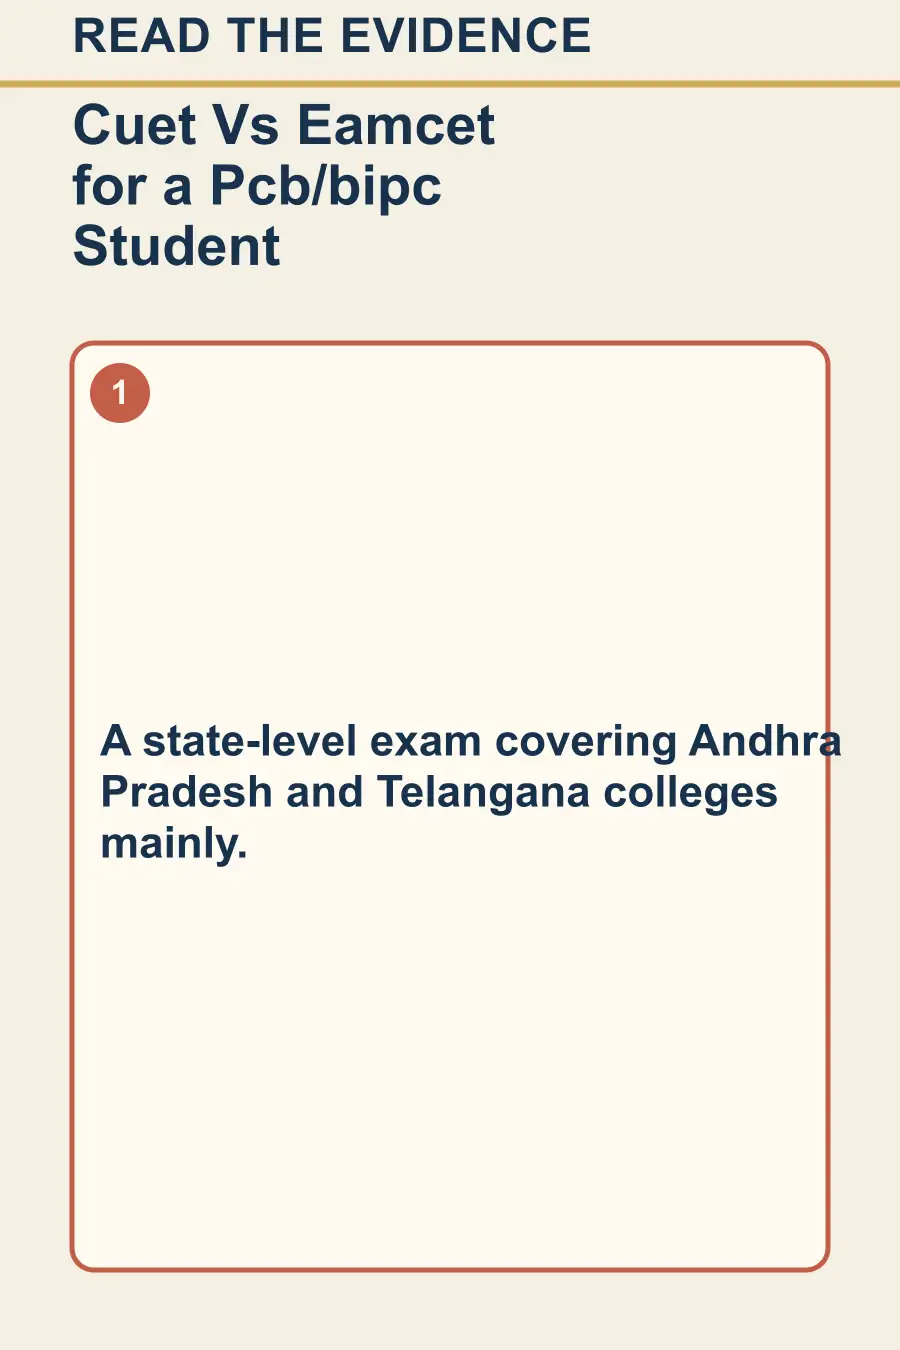 READ THE EVIDENCE
Cuet Vs Eamcet
for a Pcb/bipc
Student
1
A state-level exam covering Andhra
Pradesh and Telangana colleges
mainly.